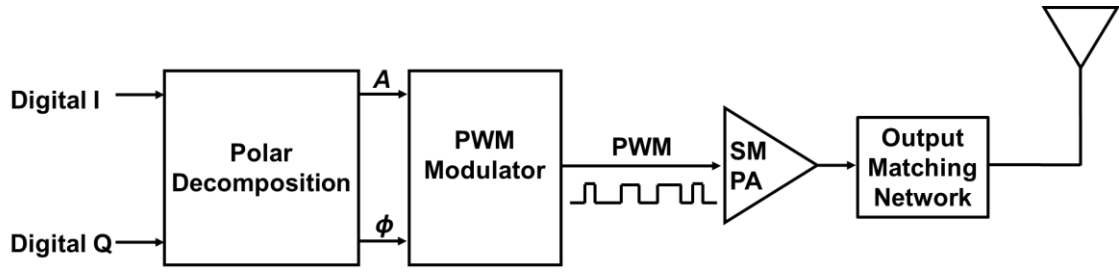 Digital I
Digital Q
Polar
Decomposition
A
ϕ
PWM
Modulator
PWM
SM
PA
Output
Matching
Network